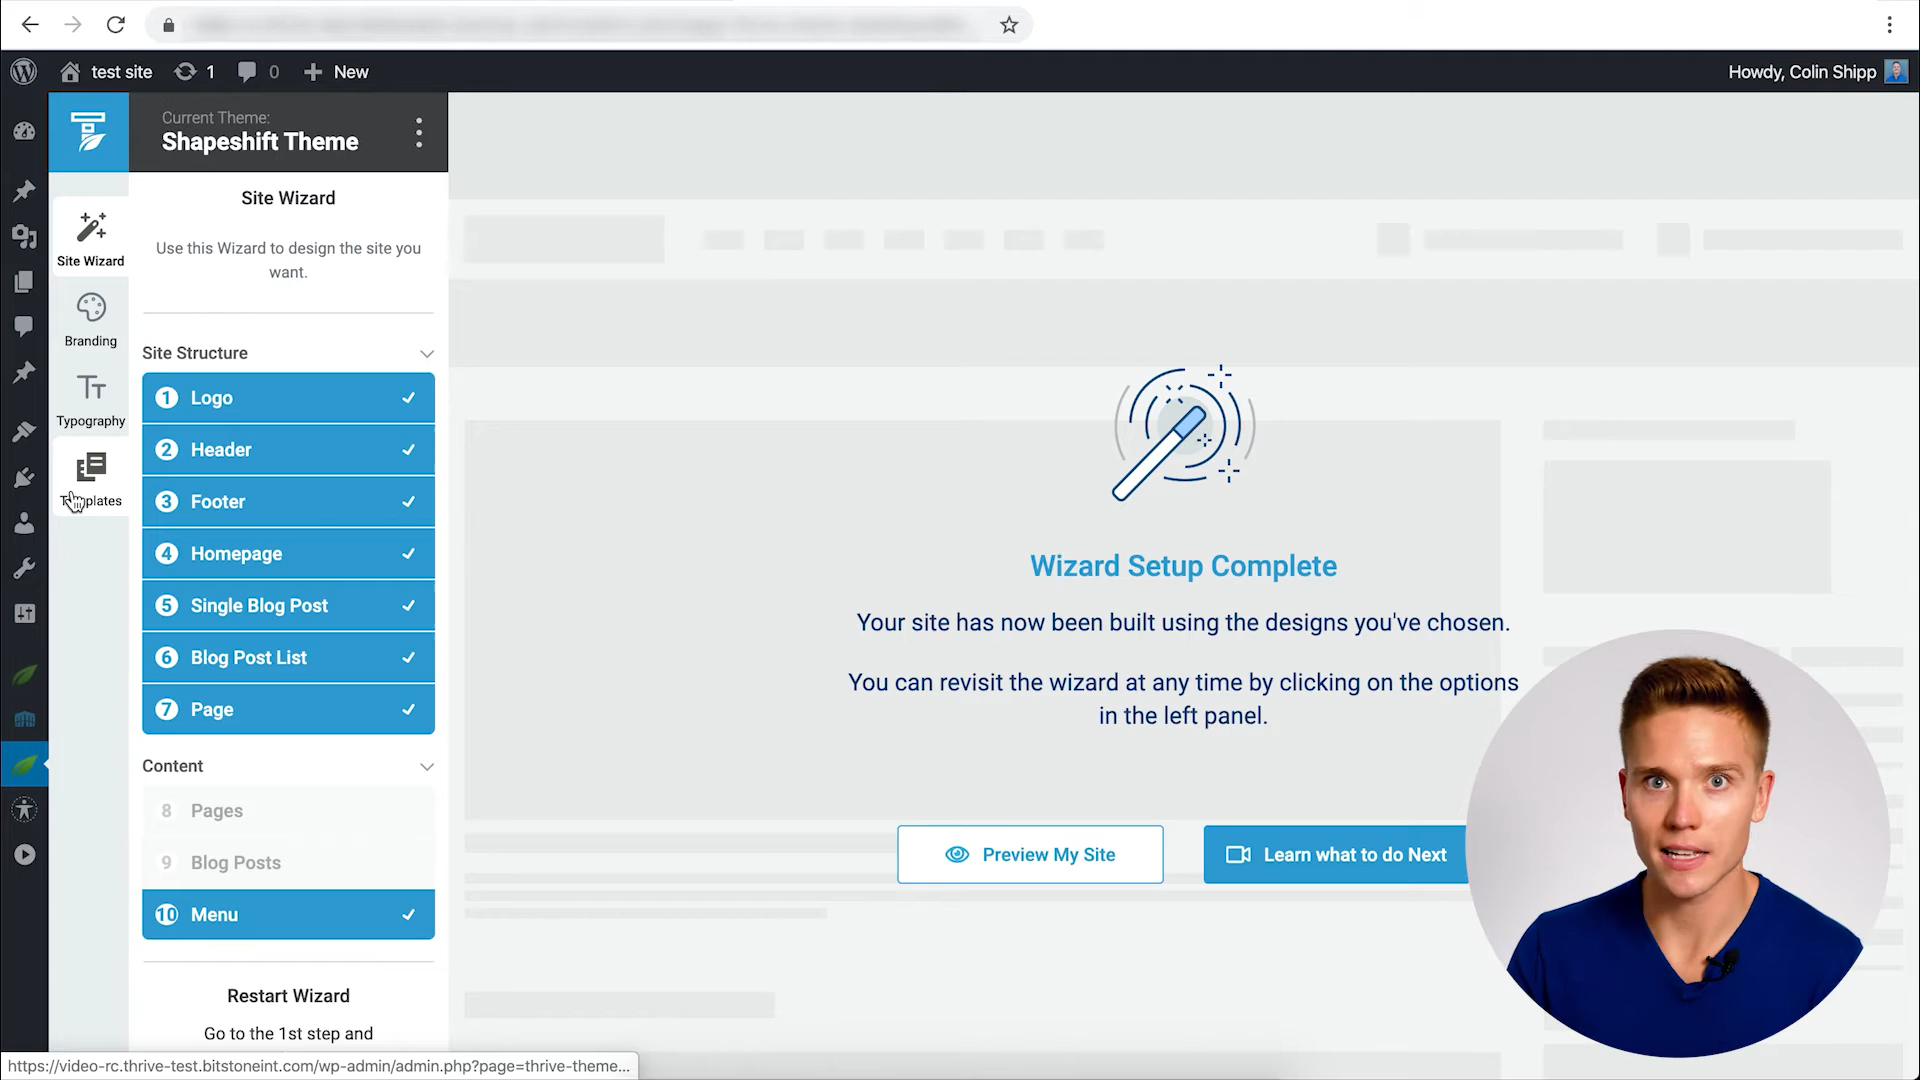 test site
1
0
New
Howdy, Colin Shipp
Current Theme:
Shapeshift Theme
Site Wizard
Branding
Typography
Templates
Site Wizard
Use this Wizard to design the site you
want.
Site Structure
1 Logo
2 Header
3 Footer
4 Homepage
5 Single Blog Post
6 Blog Post List
7 Page
Content
8 Pages
9 Blog Posts
10 Menu
Restart Wizard
Go to the 1st step and
Wizard Setup Complete
Your site has now been built using the designs you've chosen.
You can revisit the wizard at any time by clicking on the options
in the left panel.
Preview My Site
Learn what to do Next
https://video-rc.thrive-test.bitstoneint.com/wp-admin/admin.php?page=thrive-theme...